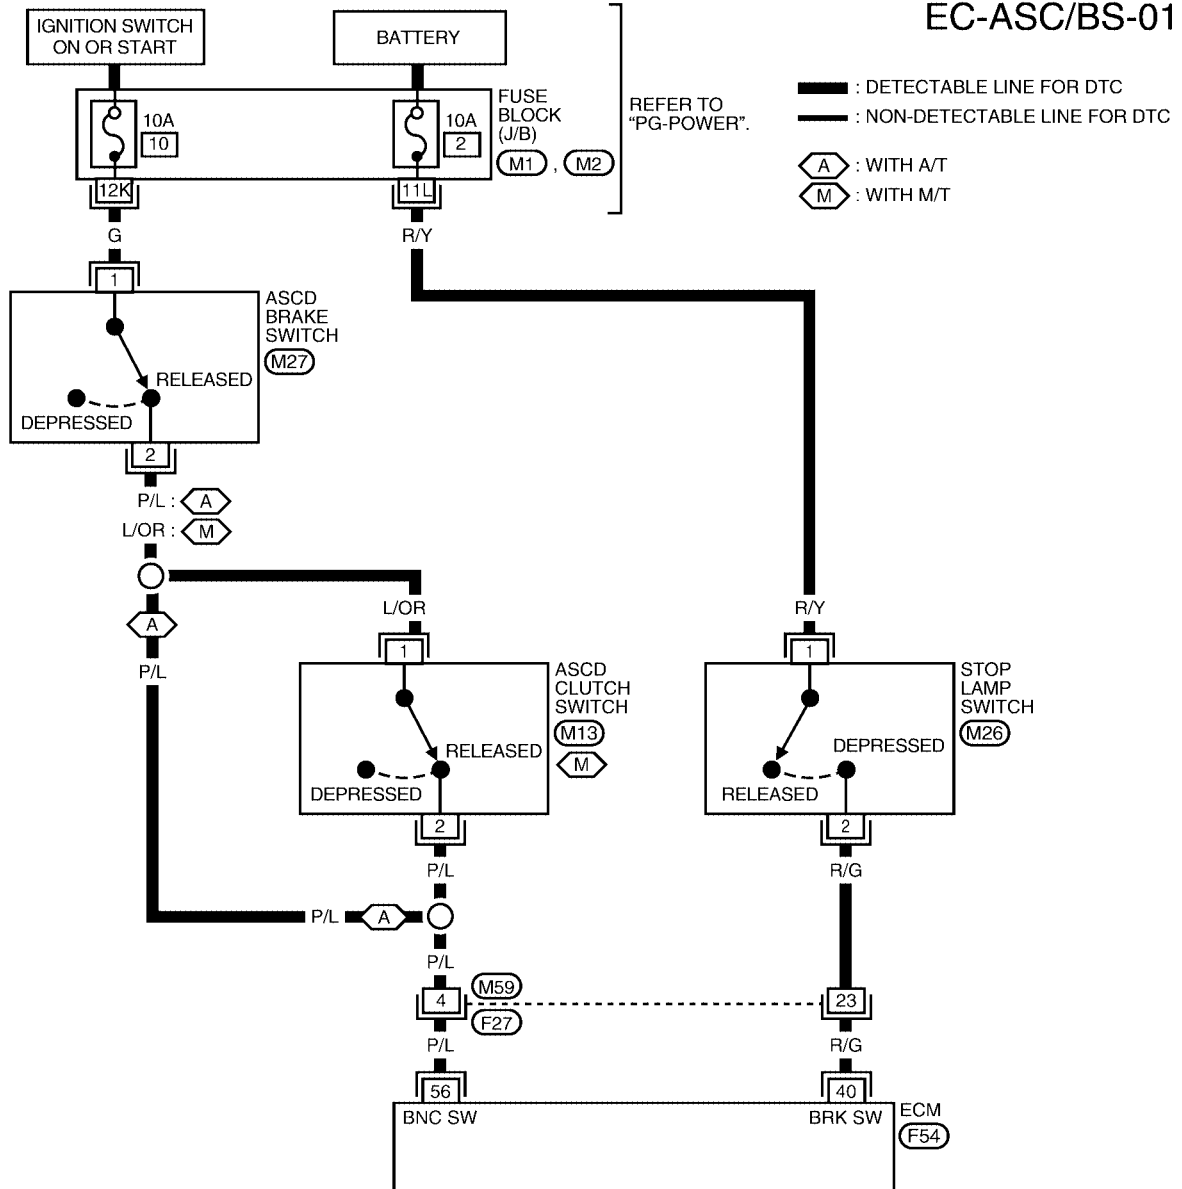 EC-ASC/BS-01
IGNITION SWITCH
ON OR START
BATTERY
FUSE
BLOCK
(J/B)
M1 , M2
REFER TO
"PG-POWER".
: DETECTABLE LINE FOR DTC
: NON-DETECTABLE LINE FOR DTC
A : WITH A/T
M : WITH M/T
10A
10
10A
2
12K
11L
G
R/Y
1
ASCD
BRAKE
SWITCH
M27
RELEASED
DEPRESSED
2
P/L : A
L/OR : M
A
P/L
L/OR
R/Y
1
1
ASCD
CLUTCH
SWITCH
M13
M
RELEASED
DEPRESSED
STOP
LAMP
SWITCH
M26
DEPRESSED
RELEASED
2
2
P/L
R/G
P/L A
P/L
M59
4
23
F27
P/L
R/G
56
40
BNC SW
BRK SW
ECM
F54